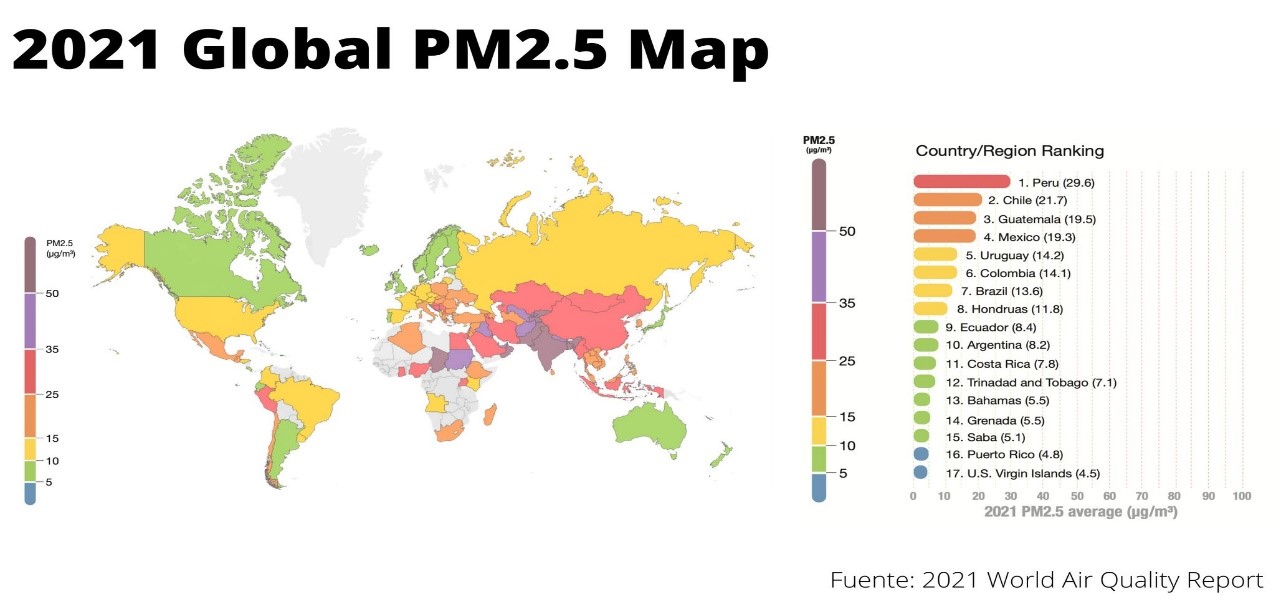 2021 Global PM2.5 Map
PM2.5
(µg/m³)
50
35
25
15
10
5
PM2.5
(µg/m³)
50
35
25
15
10
5
Country/Region Ranking
1. Peru (29.6)
2. Chile (21.7)
3. Guatemala (19.5)
4. Mexico (19.3)
5. Uruguay (14.2)
6. Colombia (14.1)
7. Brazil (13.6)
8. Hondruas (11.8)
9. Ecuador (8.4)
10. Argentina (8.2)
11. Costa Rica (7.8)
12. Trinadad and Tobago (7.1)
13. Bahamas (5.5)
14. Grenada (5.5)
15. Saba (5.1)
16. Puerto Rico (4.8)
17. U.S. Virgin Islands (4.5)
0 10 20 30 40 50 60 70 80 90 100
2021 PM2.5 average (µg/m³)
Fuente: 2021 World Air Quality Report